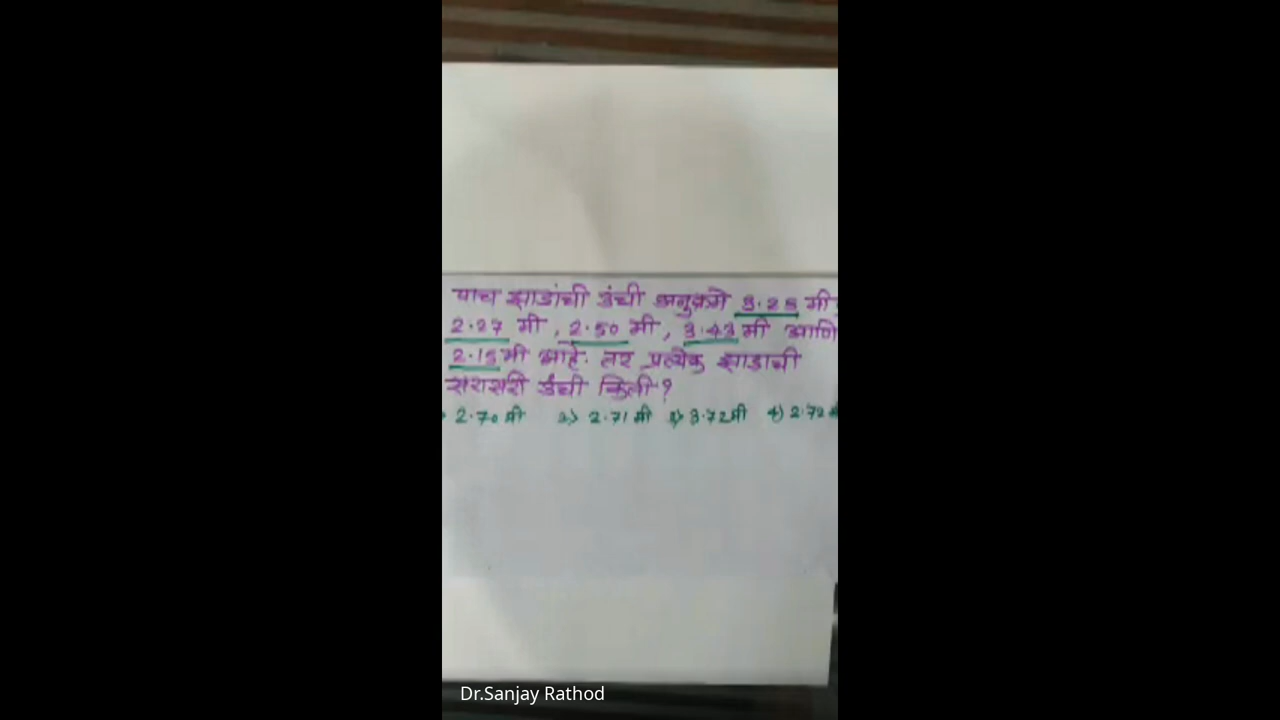 पाच झाडांची उंची अनुक्रमे 3.25 मी
2.27 मी , 2.50 मी , 3.43 मी आणि
2.15 मी आहे. तर प्रत्येक झाडाची
सरासरी उंची किती ?
2.70 मी 2) 2.71 मी 3) 3.72 मी 4) 2.72
Dr.Sanjay Rathod